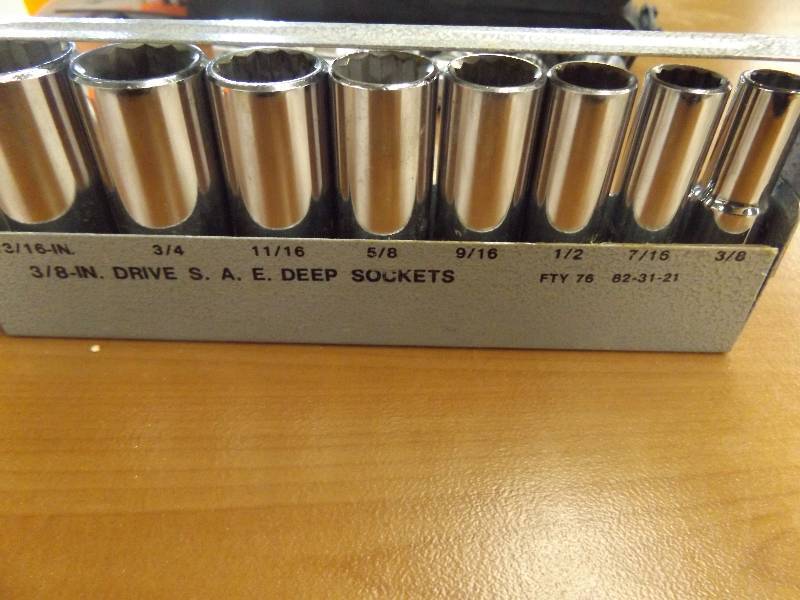 3/16-IN. 3/4 11/16 5/8 9/16 1/2 7/16 3/8
3/8-IN. DRIVE S. A. E. DEEP SOCKETS FTY 76 82-31-21